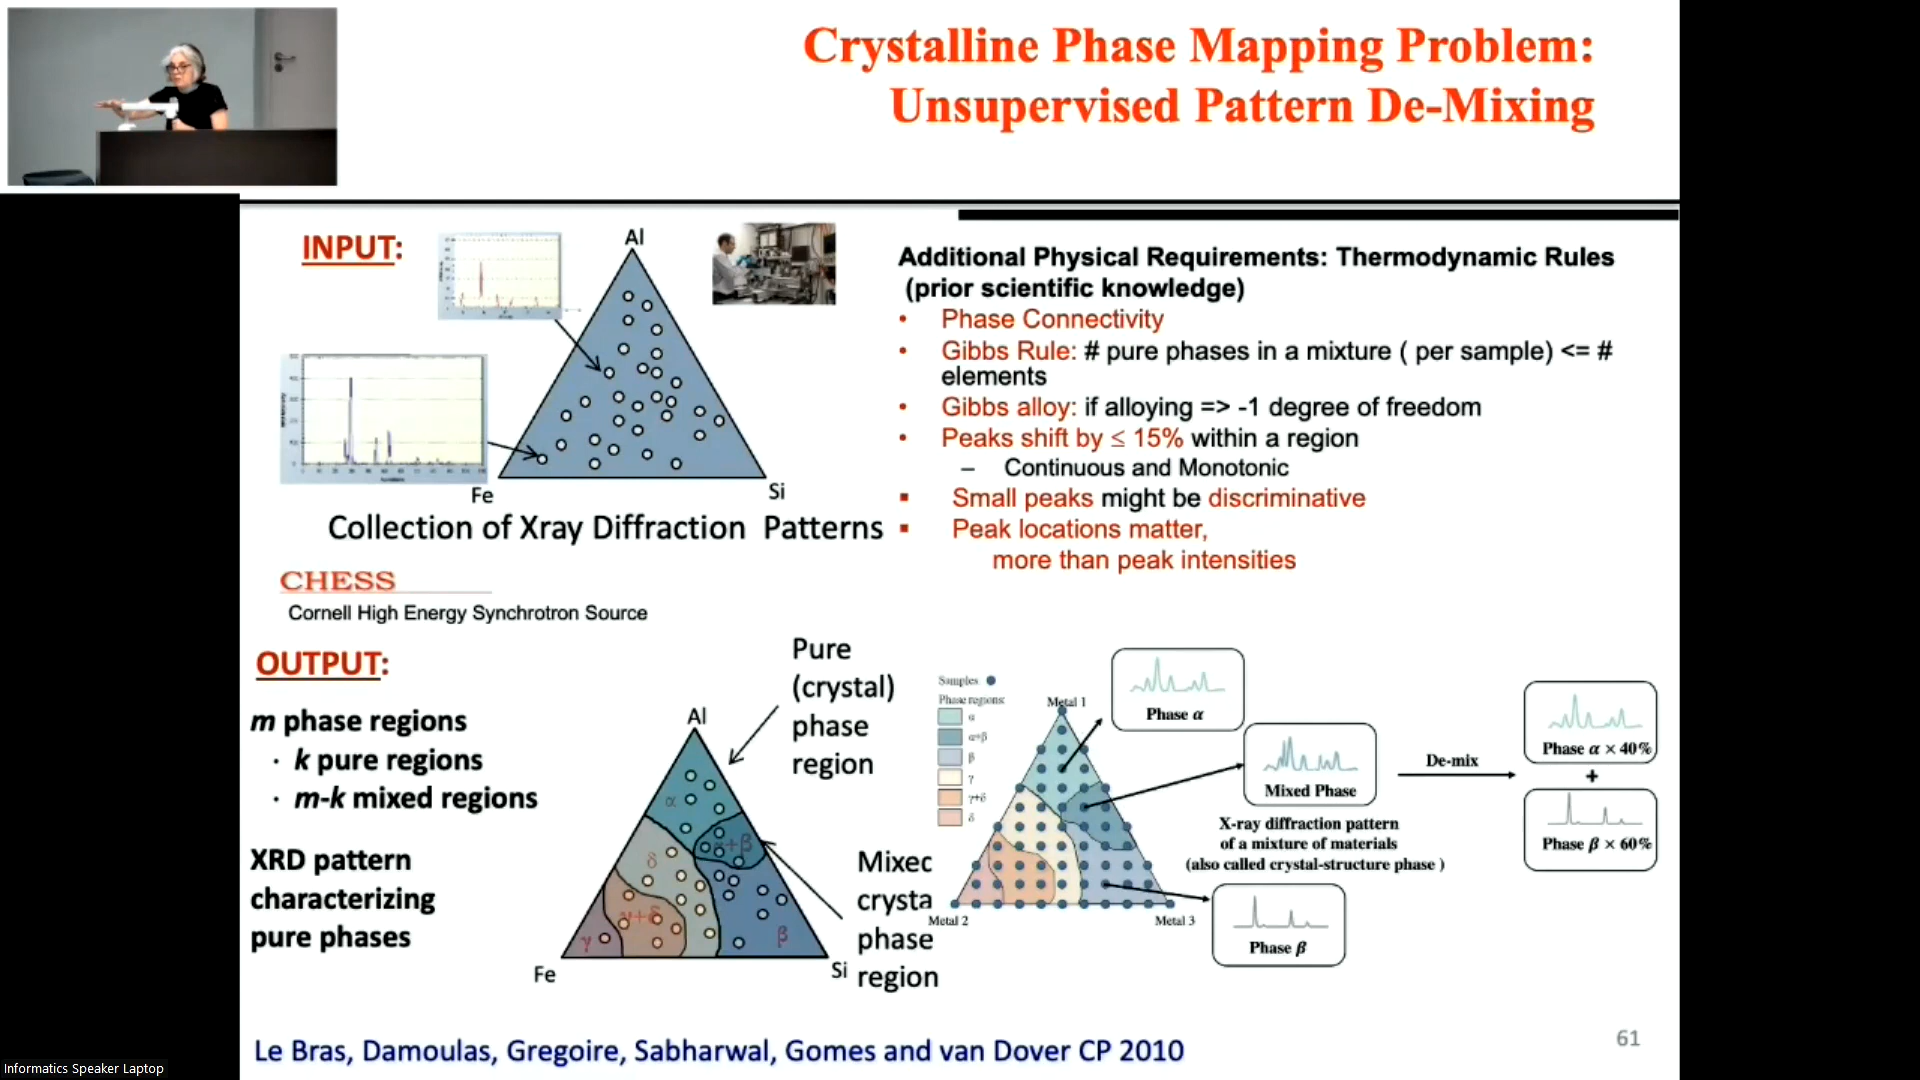 Crystalline Phase Mapping Problem:
Unsupervised Pattern De-Mixing
INPUT:
Al
Fe
Si
Collection of Xray Diffraction Patterns
CHESS
Cornell High Energy Synchrotron Source
Additional Physical Requirements: Thermodynamic Rules
(prior scientific knowledge)
• Phase Connectivity
• Gibbs Rule: # pure phases in a mixture ( per sample) <= #
elements
• Gibbs alloy: if alloying => -1 degree of freedom
• Peaks shift by ≤ 15% within a region
– Continuous and Monotonic
▪ Small peaks might be discriminative
▪ Peak locations matter,
more than peak intensities
OUTPUT:
m phase regions
· k pure regions
· m-k mixed regions
XRD pattern
characterizing
pure phases
Al
α
α+β
δ
γ+δ
γ
β
Fe
Si
Pure
(crystal)
phase
region
Mixec
crysta
phase
region
Samples
Phase regions:
α
α+β
β
γ
γ+δ
δ
Metal 1
Metal 2
Metal 3
Phase α
Mixed Phase
X-ray diffraction pattern
of a mixture of materials
(also called crystal-structure phase )
Phase β
De-mix
Phase α × 40%
+
Phase β × 60%
Le Bras, Damoulas, Gregoire, Sabharwal, Gomes and van Dover CP 2010
61
Informatics Speaker Laptop